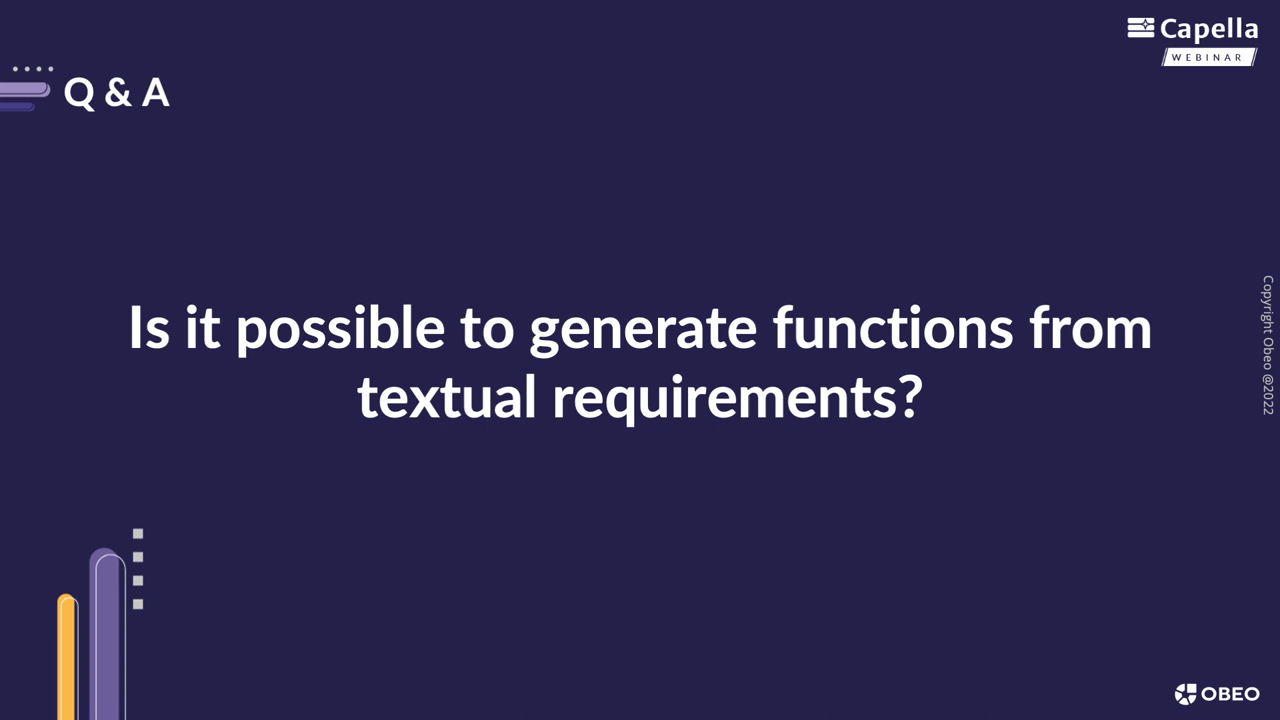 Capella
WEBINAR
Q & A
Is it possible to generate functions from
textual requirements?
Copyright Obeo @2022
OBEO